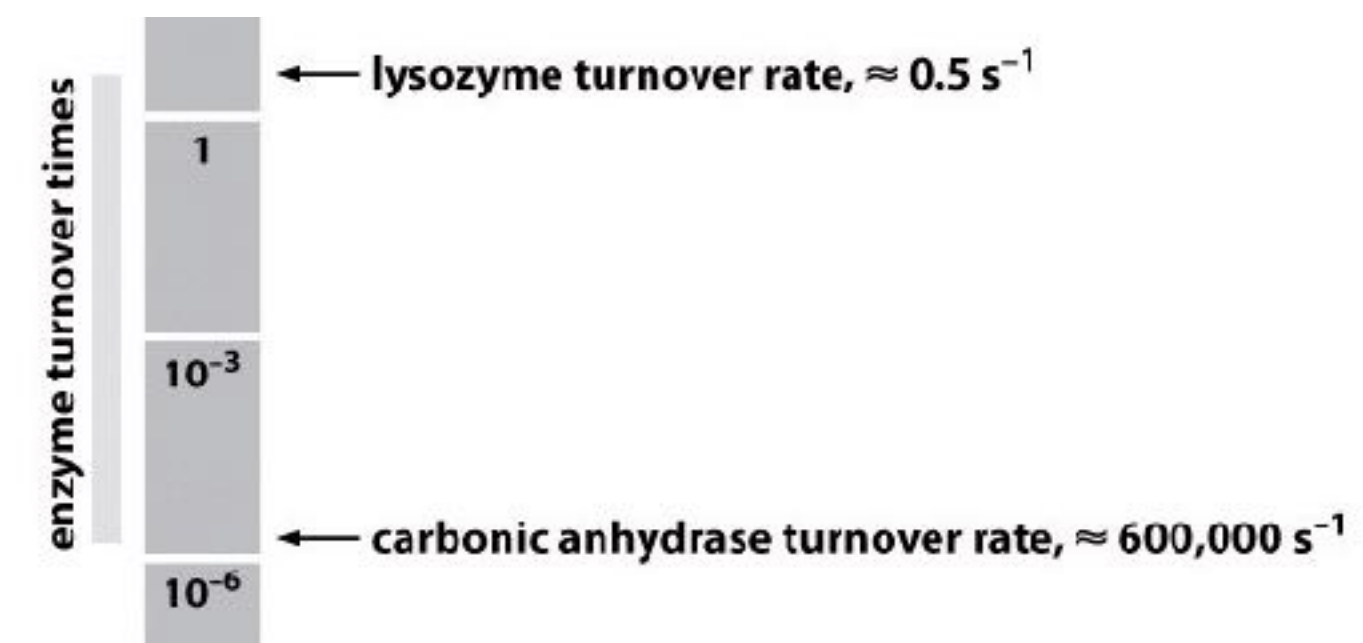 enzyme turnover times
lysozyme turnover rate, ≈ 0.5 s⁻¹
1
10⁻³
carbonic anhydrase turnover rate, ≈ 600,000 s⁻¹
10⁻⁶